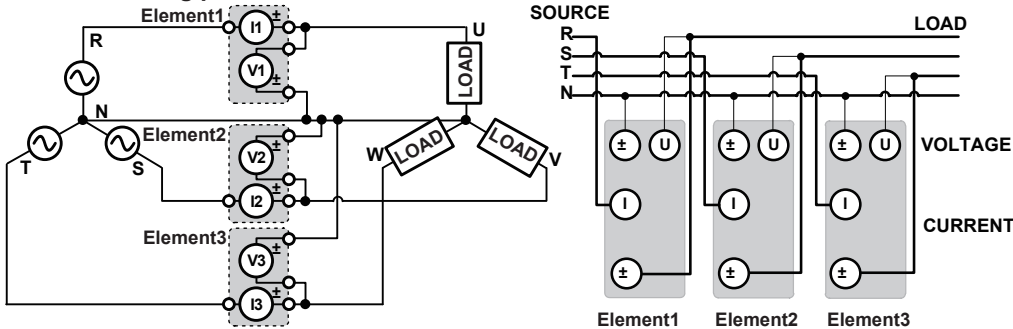 Element1
I1
±
V1
±
R
U
LOAD
N
Element2
V2
±
I2
±
T
S
W
LOAD
LOAD
V
Element3
V3
±
I3
±
SOURCE
R
S
T
N
LOAD
± U ± U ± U
VOLTAGE
I I I
CURRENT
± ± ±
Element1 Element2 Element3